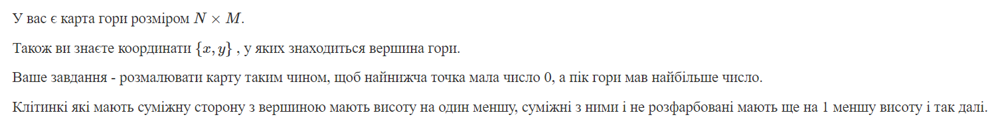 У вас є карта гори розміром N × M.
Також ви знаєте координати {x, y} , у яких знаходиться вершина гори.
Ваше завдання - розмалювати карту таким чином, щоб найнижча точка мала число 0, а пік гори мав найбільше число.
Клітинкі які мають суміжну сторону з вершиною мають висоту на один меншу, суміжні з ними і не розфарбовані мають ще на 1 меншу висоту і так далі.